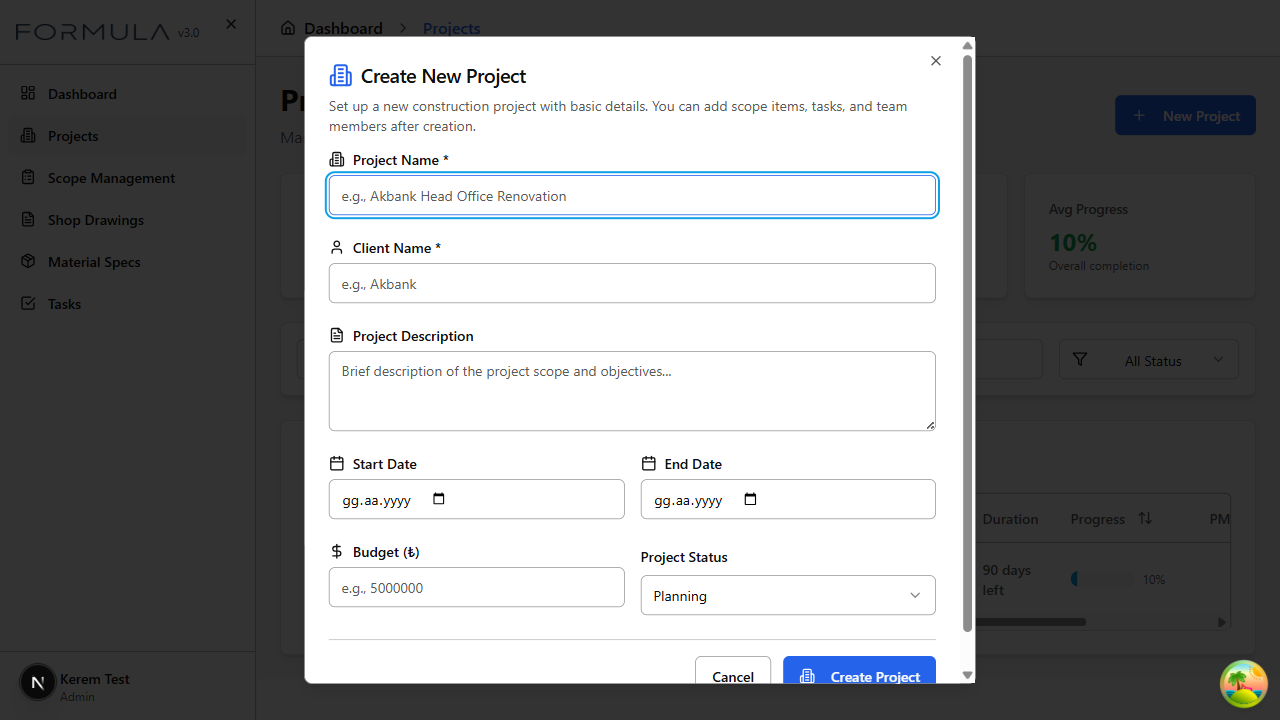 FORMULA v3.0
Dashboard
Projects
Scope Management
Shop Drawings
Material Specs
Tasks
N
Kerem Test
Admin
Dashboard > Projects
New Project
Avg Progress
10%
Overall completion
All Status
Duration
Progress
PM
90 days
left
10%
Create New Project
Set up a new construction project with basic details. You can add scope items, tasks, and team
members after creation.
Project Name *
e.g., Akbank Head Office Renovation
Client Name *
e.g., Akbank
Project Description
Brief description of the project scope and objectives...
Start Date
gg.aa.yyyy
End Date
gg.aa.yyyy
Budget (₺)
e.g., 5000000
Project Status
Planning
Cancel
Create Project